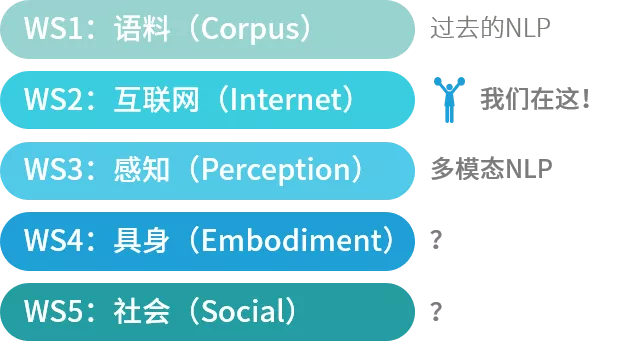 WS1：语料（Corpus） 过去的NLP
WS2：互联网（Internet） 我们在这！
WS3：感知（Perception） 多模态NLP
WS4：具身（Embodiment） ？
WS5：社会（Social） ？